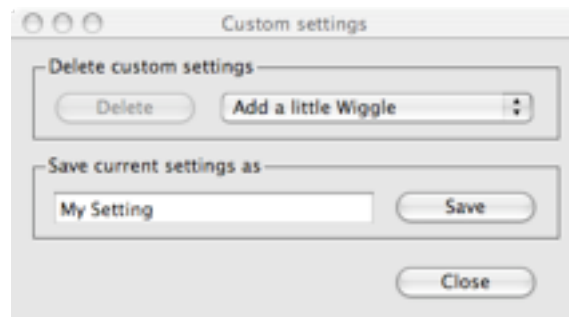 Custom settings
Delete custom settings
Delete
Add a little Wiggle
Save current settings as
My Setting
Save
Close